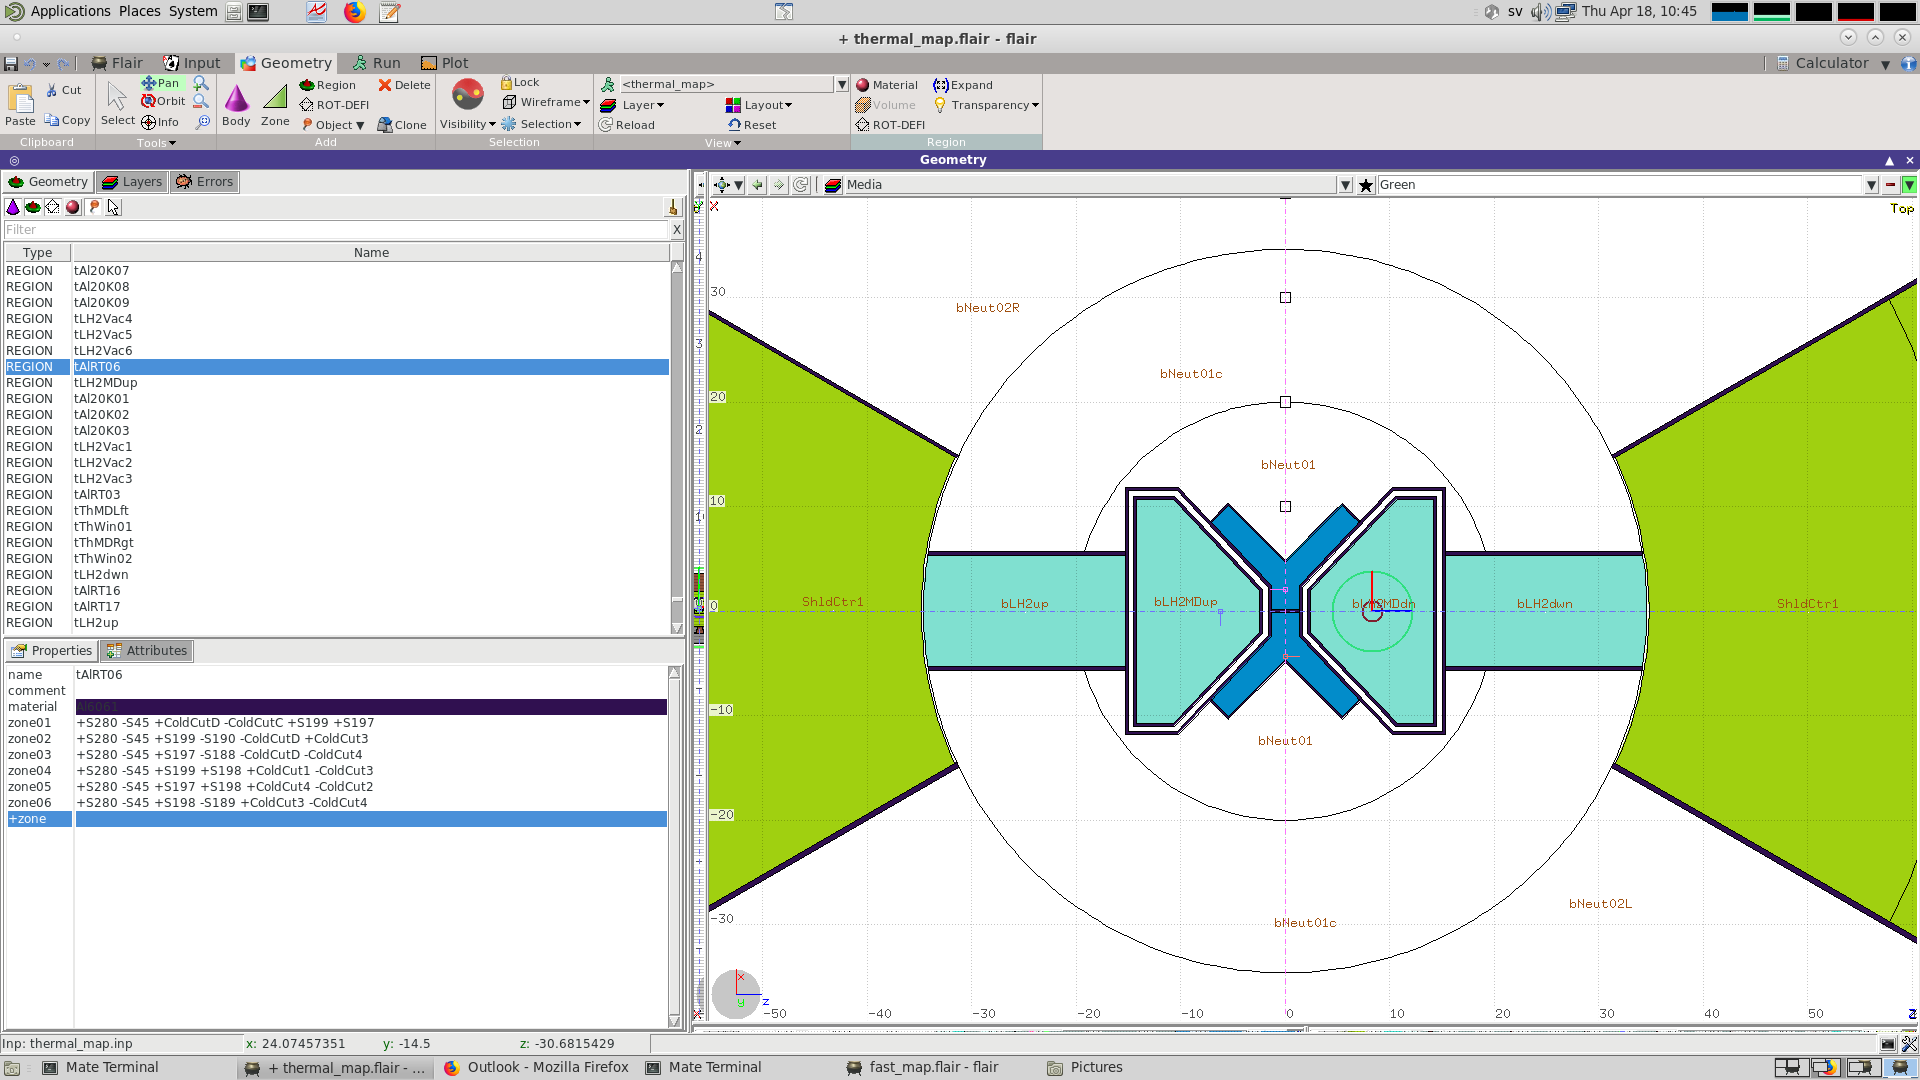 Applications Places System sv Thu Apr 18, 10:45
+ thermal_map.flair - flair
Flair Input Geometry Run Plot Calculator
Paste Cut Copy Clipboard
Select Pan Orbit Info Tools
Body Zone Region ROT-DEFI Object Delete Clone Add
Visibility Lock Wireframe Selection Selection
<thermal_map> Layer Layout Reload Reset View
Material Expand Volume Transparency ROT-DEFI Region
Geometry
Geometry Layers Errors
Media Green
Filter X
Type Name
REGION tAl20K07
REGION tAl20K08
REGION tAl20K09
REGION tLH2Vac4
REGION tLH2Vac5
REGION tLH2Vac6
REGION tAlRT06
REGION tLH2MDup
REGION tAl20K01
REGION tAl20K02
REGION tAl20K03
REGION tLH2Vac1
REGION tLH2Vac2
REGION tLH2Vac3
REGION tAlRT03
REGION tThMDLft
REGION tThWin01
REGION tThMDRgt
REGION tThWin02
REGION tLH2dwn
REGION tAlRT16
REGION tAlRT17
REGION tLH2up
Properties Attributes
name tAlRT06
comment
material Al6061
zone01 +S280 -S45 +ColdCutD -ColdCutC +S199 +S197
zone02 +S280 -S45 +S199 -S190 -ColdCutD +ColdCut3
zone03 +S280 -S45 +S197 -S188 -ColdCutD -ColdCut4
zone04 +S280 -S45 +S199 +S198 +ColdCut1 -ColdCut3
zone05 +S280 -S45 +S197 +S198 +ColdCut4 -ColdCut2
zone06 +S280 -S45 +S198 -S189 +ColdCut3 -ColdCut4
+zone
Top
x
4
3
2
30
20
10
0
-10
-20
-30
bNeut02R
bNeut01c
bNeut01
ShldCtr1 bLH2up bLH2MDup bLH2MDdn bLH2dwn ShldCtr1
bNeut01
bNeut02L
bNeut01c
x
y z
-50 -40 -30 -20 -10 0 10 20 30 40 50 z
Inp: thermal_map.inp x: 24.07457351 y: -14.5 z: -30.6815429
Mate Terminal + thermal_map.flair - ... Outlook - Mozilla Firefox Mate Terminal fast_map.flair - flair Pictures